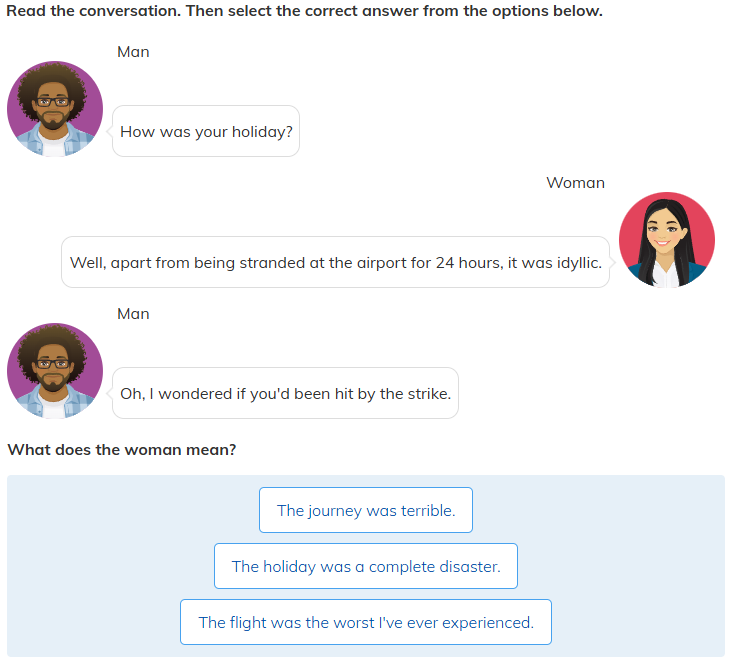 Read the conversation. Then select the correct answer from the options below.
Man
How was your holiday?
Woman
Well, apart from being stranded at the airport for 24 hours, it was idyllic.
Man
Oh, I wondered if you'd been hit by the strike.
What does the woman mean?
The journey was terrible.
The holiday was a complete disaster.
The flight was the worst I've ever experienced.